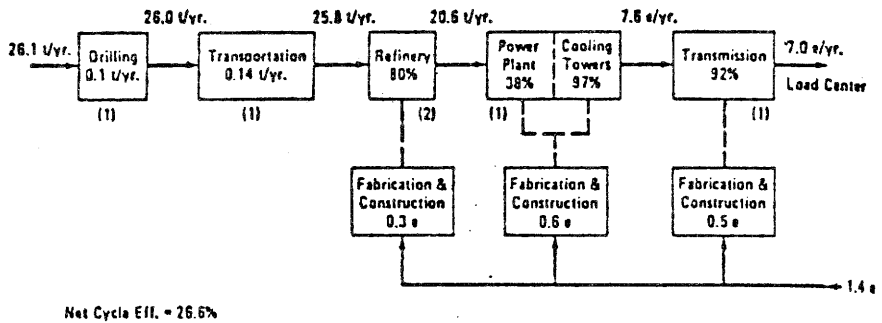 26.1 t/yr.
Drilling
0.1 t/yr.
(1)
26.0 t/yr.
Transportation
0.14 t/yr.
(1)
25.8 t/yr.
Refinery
80%
(2)
20.6 t/yr.
Power
Plant
38%
(1)
Cooling
Towers
97%
7.6 e/yr.
Transmission
92%
(1)
7.0 e/yr.
Load Center
Fabrication &
Construction
0.3 e
Fabrication &
Construction
0.6 e
Fabrication &
Construction
0.5 e
1.4 e
Net Cycle Eff. = 26.6%